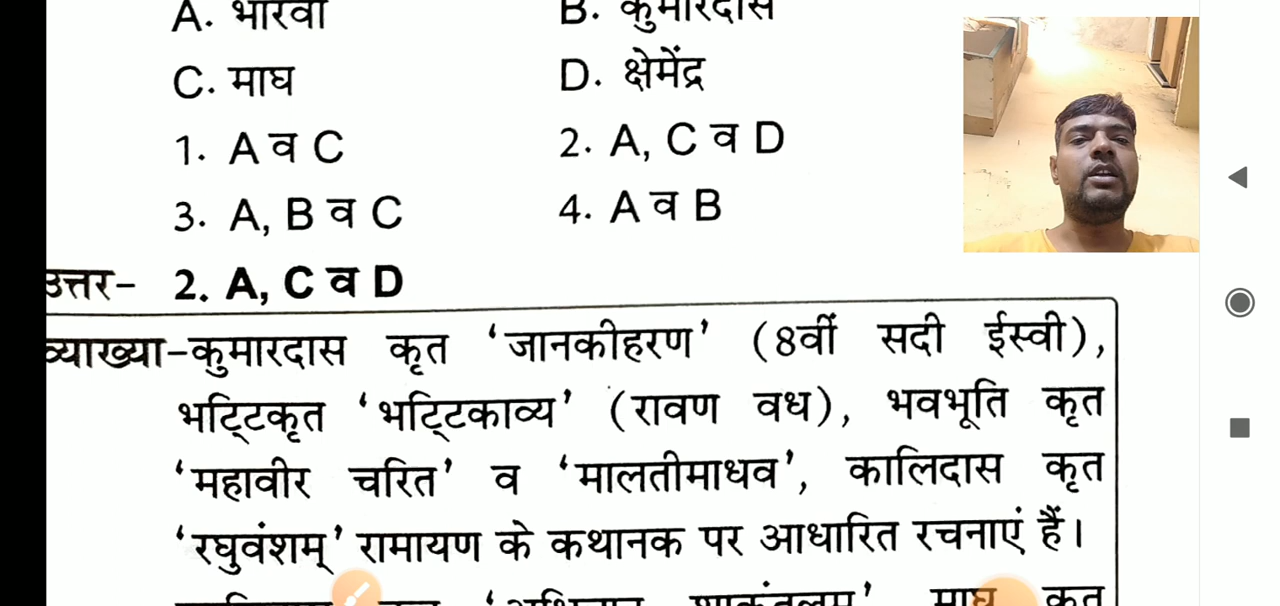 A. भारवी B. कुमारदास
C. माघ D. क्षेमेंद्र
1. A व C 2. A, C व D
3. A, B व C 4. A व B
उत्तर- 2. A, C व D
व्याख्या-कुमारदास कृत ‘जानकीहरण’ (8वीं सदी ईस्वी),
भट्टिकृत ‘भट्टिकाव्य’ (रावण वध), भवभूति कृत
‘महावीर चरित’ व ‘मालतीमाधव’, कालिदास कृत
‘रघुवंशम्’ रामायण के कथानक पर आधारित रचनाएं हैं।
माघ कृत